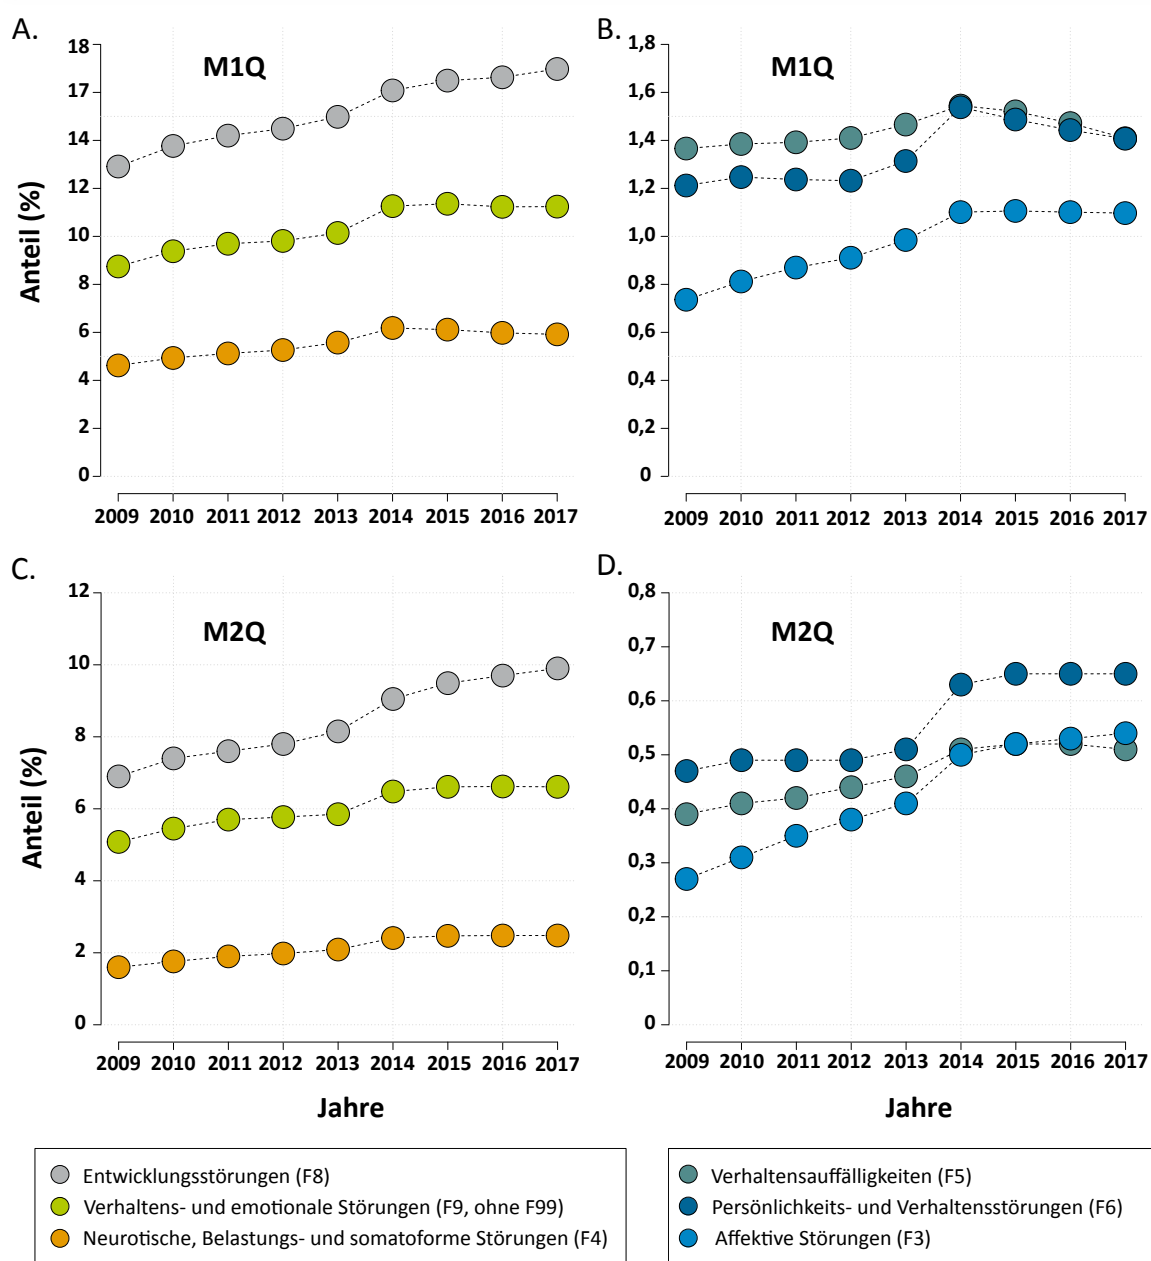 A.
M1Q
Anteil (%)
18
17
14
12
10
8
6
4
2
0
2009 2010 2011 2012 2013 2014 2015 2016 2017
B.
M1Q
1,8
1,6
1,4
1,2
1,0
0,8
0,6
0,4
0,2
0
2009 2010 2011 2012 2013 2014 2015 2016 2017
C.
M2Q
Anteil (%)
12
10
8
6
4
2
0
2009 2010 2011 2012 2013 2014 2015 2016 2017
Jahre
D.
M2Q
0,8
0,7
0,6
0,5
0,4
0,3
0,2
0,1
0
2009 2010 2011 2012 2013 2014 2015 2016 2017
Jahre
Entwicklungsstörungen (F8)
Verhaltens- und emotionale Störungen (F9, ohne F99)
Neurotische, Belastungs- und somatoforme Störungen (F4)
Verhaltensauffälligkeiten (F5)
Persönlichkeits- und Verhaltensstörungen (F6)
Affektive Störungen (F3)